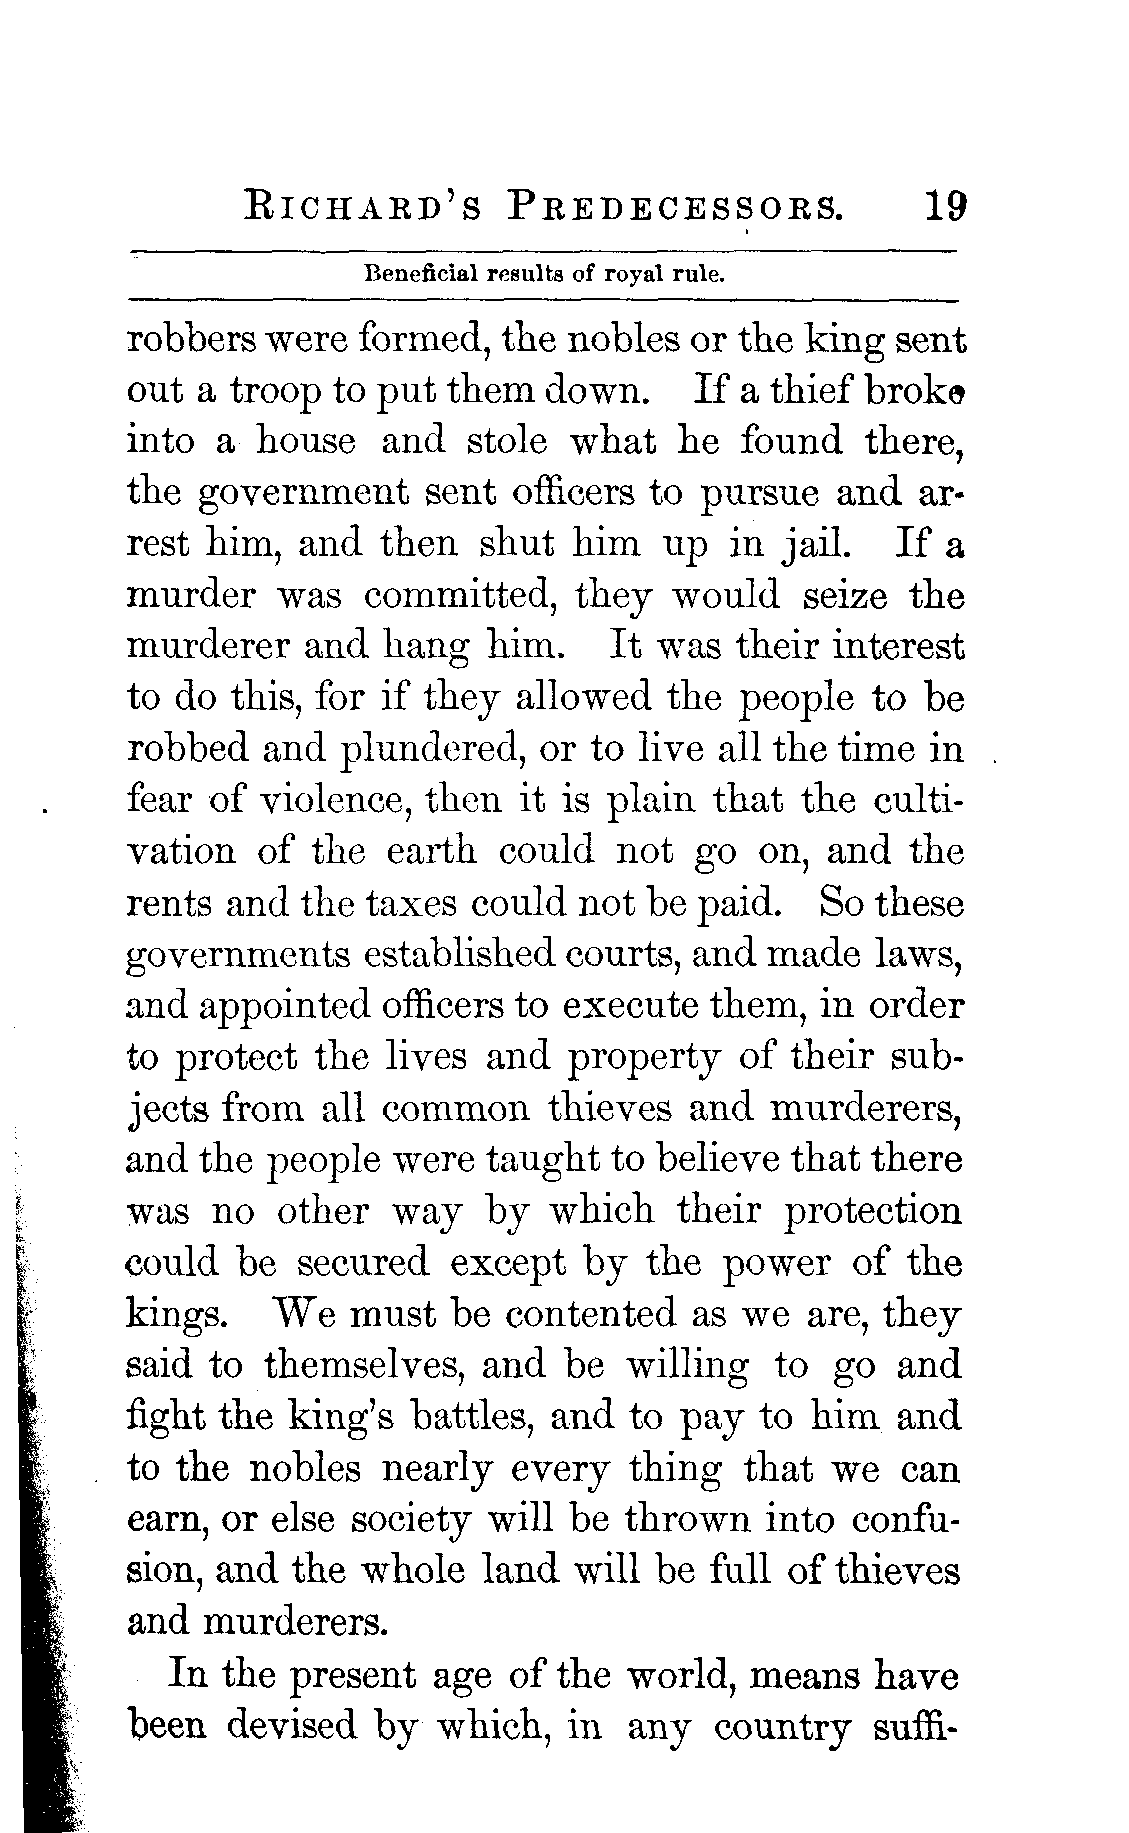 RICHARD'S PREDECESSORS. 19
Beneficial results of royal rule.
robbers were formed, the nobles or the king sent
out a troop to put them down. If a thief broke
into a house and stole what he found there,
the government sent officers to pursue and ar-
rest him, and then shut him up in jail. If a
murder was committed, they would seize the
murderer and hang him. It was their interest
to do this, for if they allowed the people to be
robbed and plundered, or to live all the time in
fear of violence, then it is plain that the culti-
vation of the earth could not go on, and the
rents and the taxes could not be paid. So these
governments established courts, and made laws,
and appointed officers to execute them, in order
to protect the lives and property of their sub-
jects from all common thieves and murderers,
and the people were taught to believe that there
was no other way by which their protection
could be secured except by the power of the
kings. We must be contented as we are, they
said to themselves, and be willing to go and
fight the king's battles, and to pay to him and
to the nobles nearly every thing that we can
earn, or else society will be thrown into confu-
sion, and the whole land will be full of thieves
and murderers.
In the present age of the world, means have
been devised by which, in any country suffi-